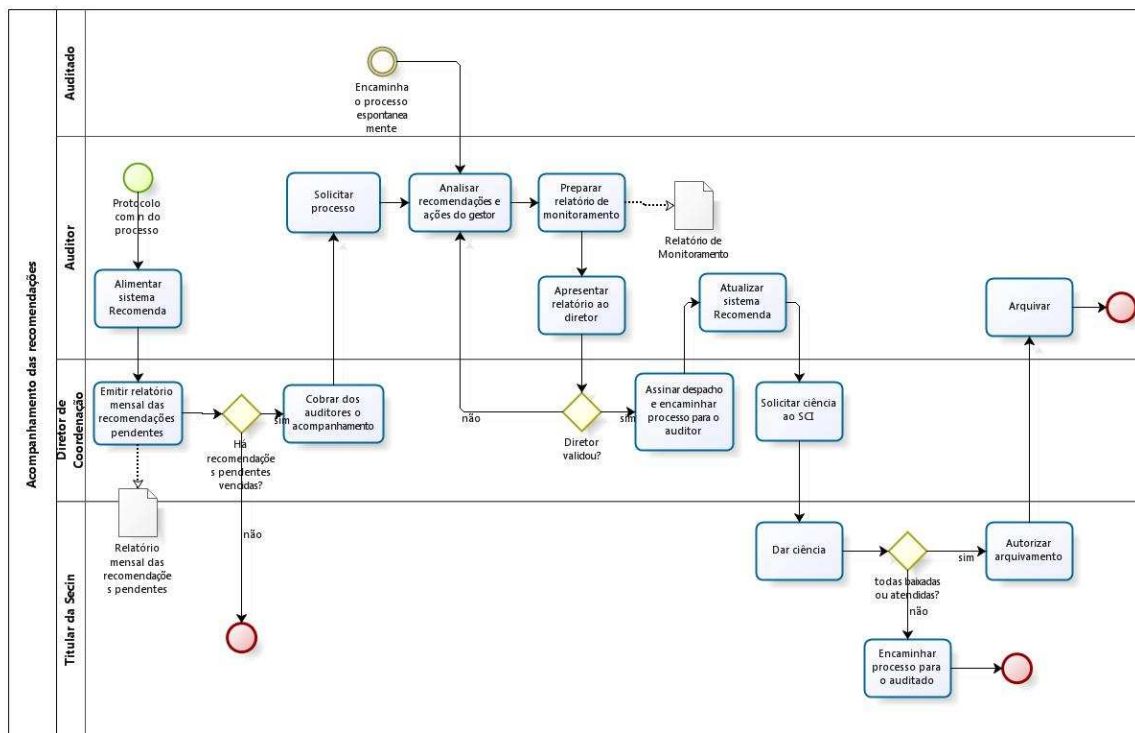 Acompanhamento das recomendações
Auditado
Encaminha
o processo
espontanea
mente
Auditor
Protocolo
com n do
processo
Alimentar
sistema
Recomenda
Solicitar
processo
Analisar
recomendações e
ações do gestor
Preparar
relatório de
monitoramento
Relatório de
Monitoramento
Apresentar
relatório ao
diretor
Atualizar
sistema
Recomenda
Arquivar
Diretor de
Coordenação
Emitir relatório
mensal das
recomendações
pendentes
Há
recomendaçõe
s pendentes
vencidas?
sim
não
Cobrar dos
auditores o
acompanhamento
não
Diretor
validou?
sim
Assinar despacho
e encaminhar
processo para o
auditor
Solicitar ciência
ao SCI
Titular da Secin
Relatório
mensal das
recomendaçõe
s pendentes
Dar ciência
todas baixadas
ou atendidas?
sim
não
Autorizar
arquivamento
Encaminhar
processo para
o auditado